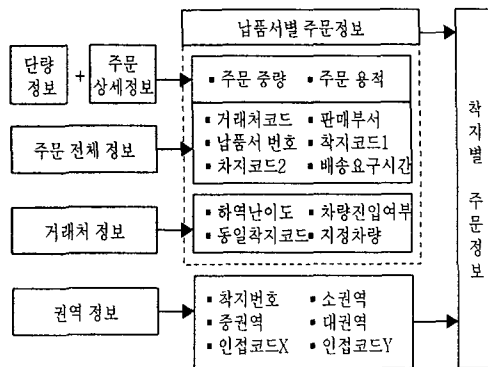 납품서별 주문정보
단량
정보
+
주문
상세정보
▪ 주문 중량 ▪ 주문 용적
주문 전체 정보
▪ 거래처코드 ▪ 판매부서
▪ 납품서 번호 ▪ 착지코드1
▪ 차지코드2 ▪ 배송요구시간
거래처 정보
▪ 하역난이도 ▪ 차량진입여부
▪ 동일착지코드 ▪ 지정차량
권역 정보
▪ 착지번호 ▪ 소권역
▪ 중권역 ▪ 대권역
▪ 인접코드X ▪ 인접코드Y
착지별 주문정보